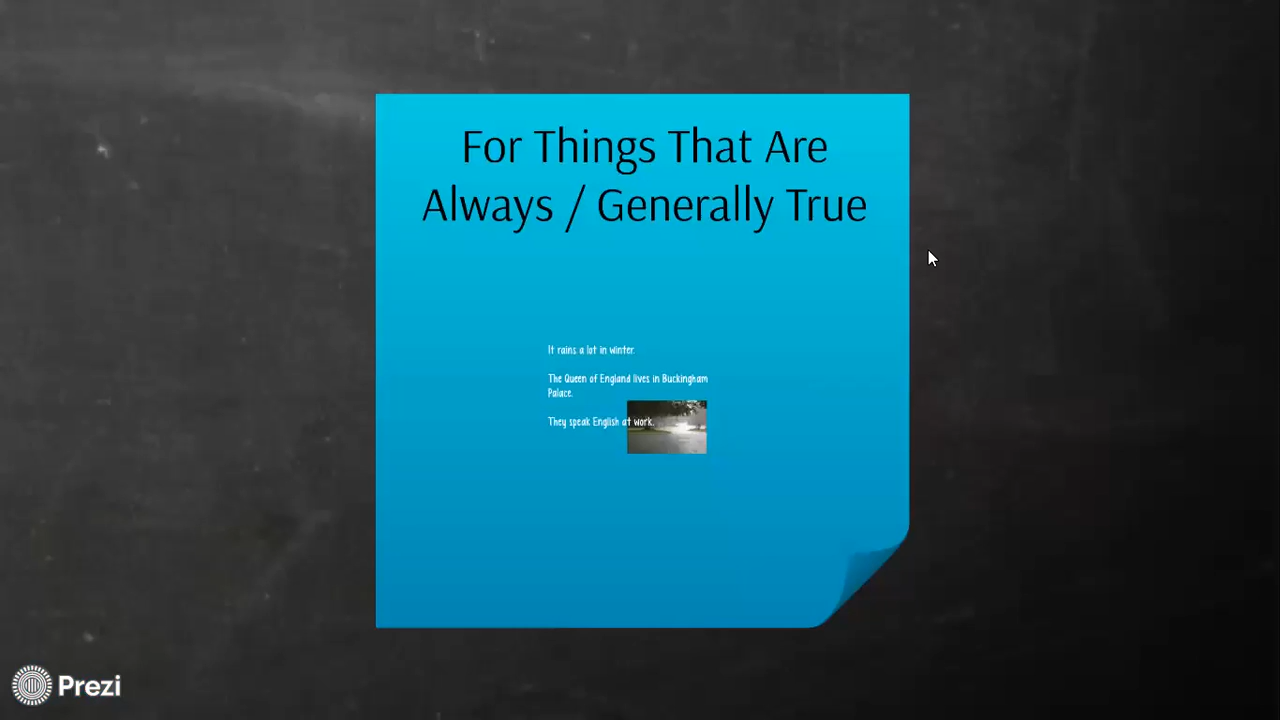 For Things That Are
Always / Generally True
It rains a lot in winter.
The Queen of England lives in Buckingham
Palace.
They speak English at work.
Prezi